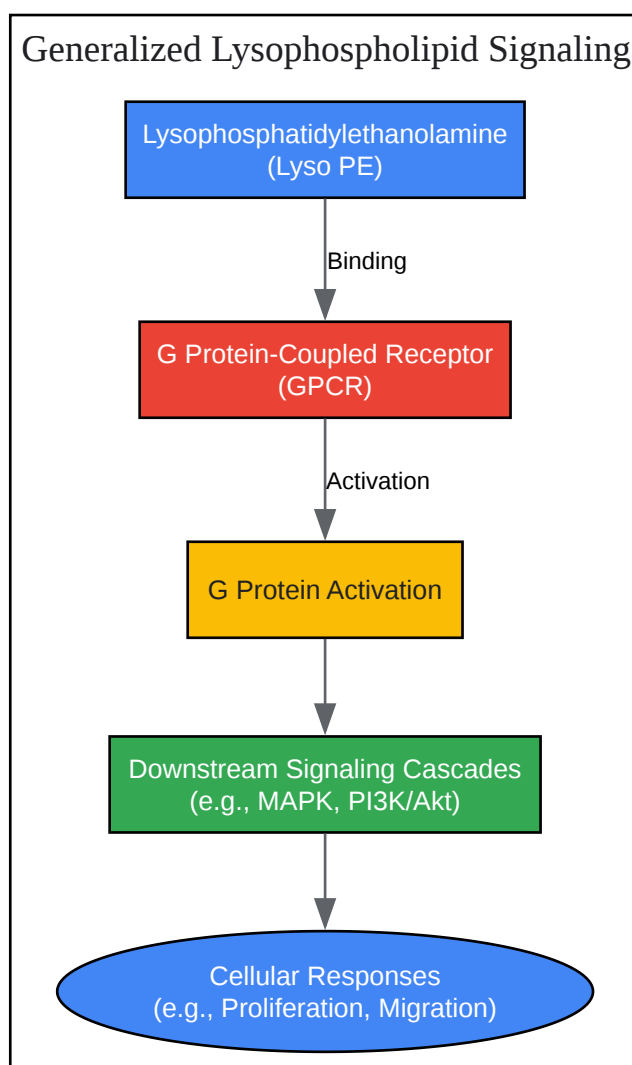 Generalized Lysophospholipid Signaling
Lysophosphatidylethanolamine
(Lyso PE)
Binding
G Protein-Coupled Receptor
(GPCR)
Activation
G Protein Activation
Downstream Signaling Cascades
(e.g., MAPK, PI3K/Akt)
Cellular Responses
(e.g., Proliferation, Migration)